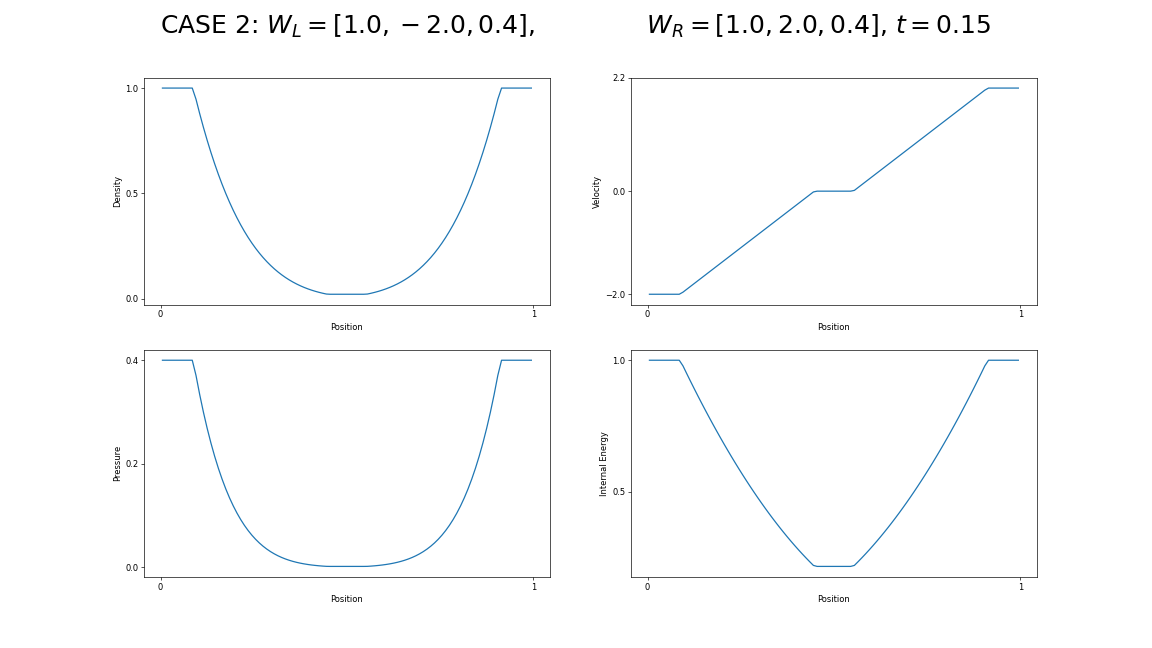 CASE 2: W_L = [1.0, −2.0, 0.4], W_R = [1.0, 2.0, 0.4], t = 0.15
1.0
0.5
0.0
Density
0 1
Position
2.2
0.0
−2.0
Velocity
0 1
Position
0.4
0.2
0.0
Pressure
0 1
Position
1.0
0.5
Internal Energy
0 1
Position